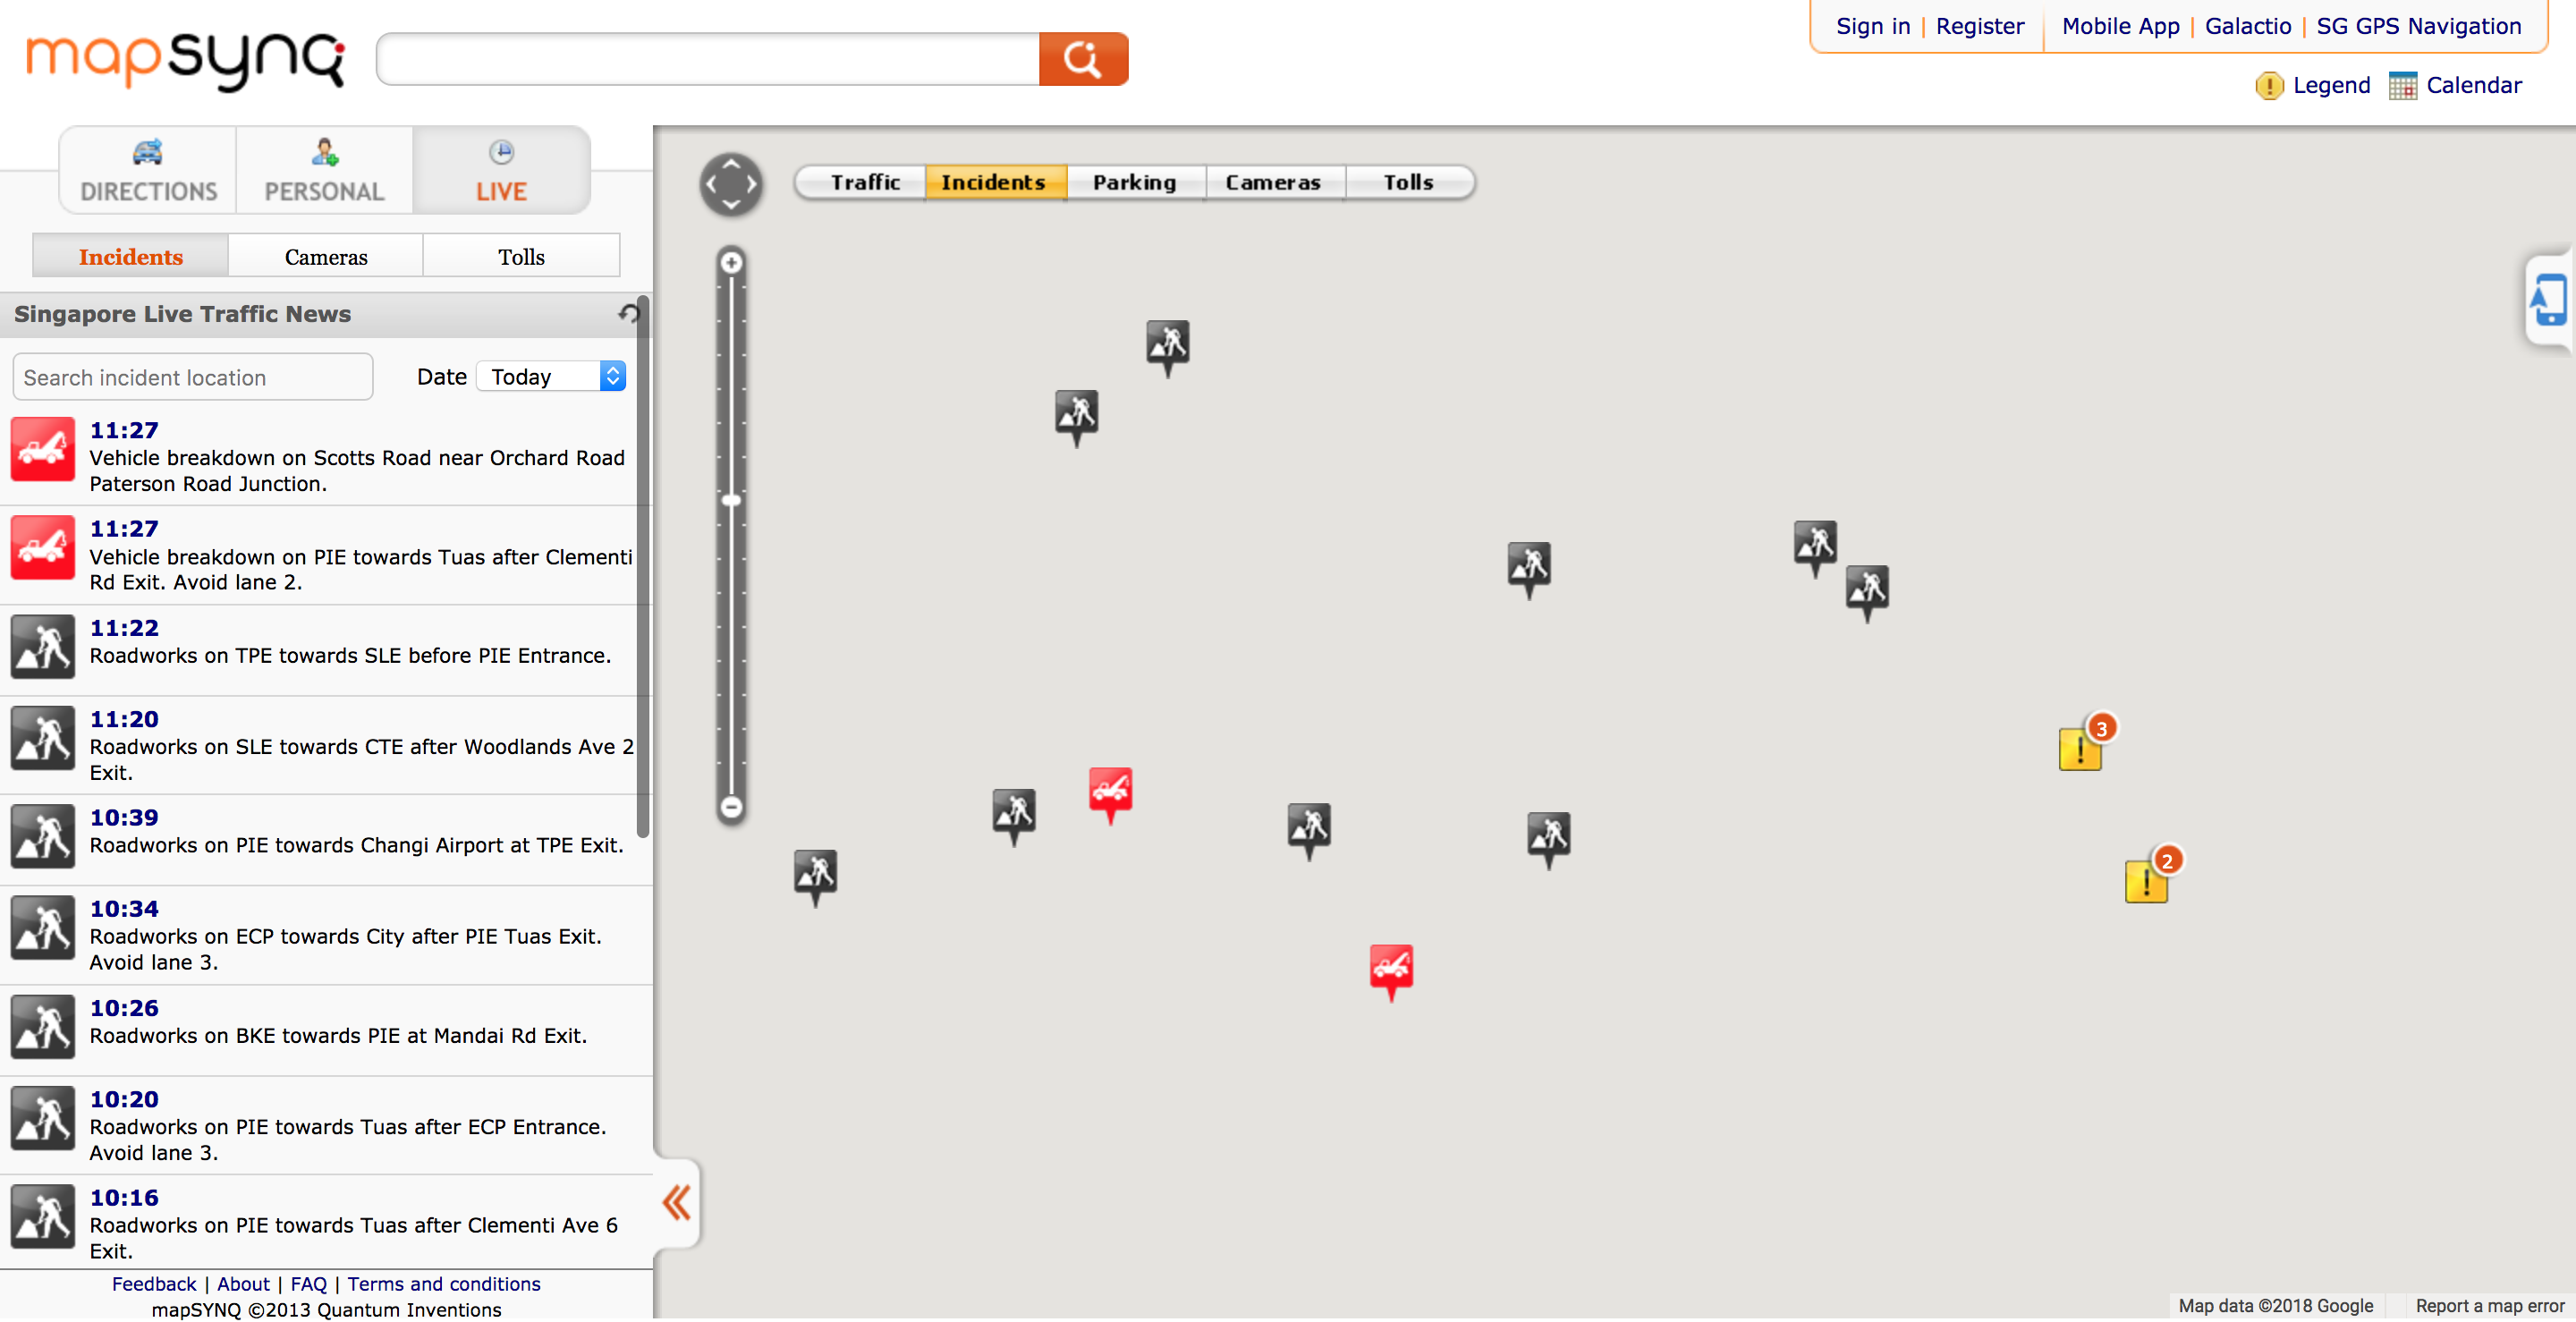 mapsynq
Sign in | Register
Mobile App | Galactio | SG GPS Navigation
Legend
Calendar
DIRECTIONS
PERSONAL
LIVE
Incidents
Cameras
Tolls
Singapore Live Traffic News
Search incident location
Date
Today
11:27
Vehicle breakdown on Scotts Road near Orchard Road
Paterson Road Junction.
11:27
Vehicle breakdown on PIE towards Tuas after Clementi
Rd Exit. Avoid lane 2.
11:22
Roadworks on TPE towards SLE before PIE Entrance.
11:20
Roadworks on SLE towards CTE after Woodlands Ave 2
Exit.
10:39
Roadworks on PIE towards Changi Airport at TPE Exit.
10:34
Roadworks on ECP towards City after PIE Tuas Exit.
Avoid lane 3.
10:26
Roadworks on BKE towards PIE at Mandai Rd Exit.
10:20
Roadworks on PIE towards Tuas after ECP Entrance.
Avoid lane 3.
10:16
Roadworks on PIE towards Tuas after Clementi Ave 6
Exit.
Feedback | About | FAQ | Terms and conditions
mapSYNQ ©2013 Quantum Inventions
Traffic
Incidents
Parking
Cameras
Tolls
3
2
Map data ©2018 Google
Report a map error